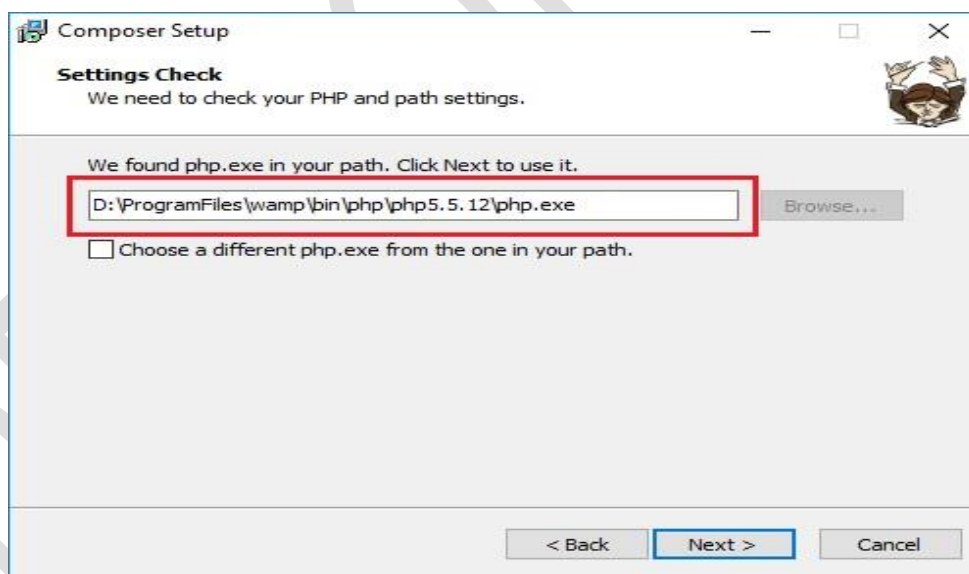 Composer Setup
Settings Check
We need to check your PHP and path settings.
We found php.exe in your path. Click Next to use it.
D:\ProgramFiles\wamp\bin\php\php5.5.12\php.exe
Browse...
Choose a different php.exe from the one in your path.
< Back
Next >
Cancel